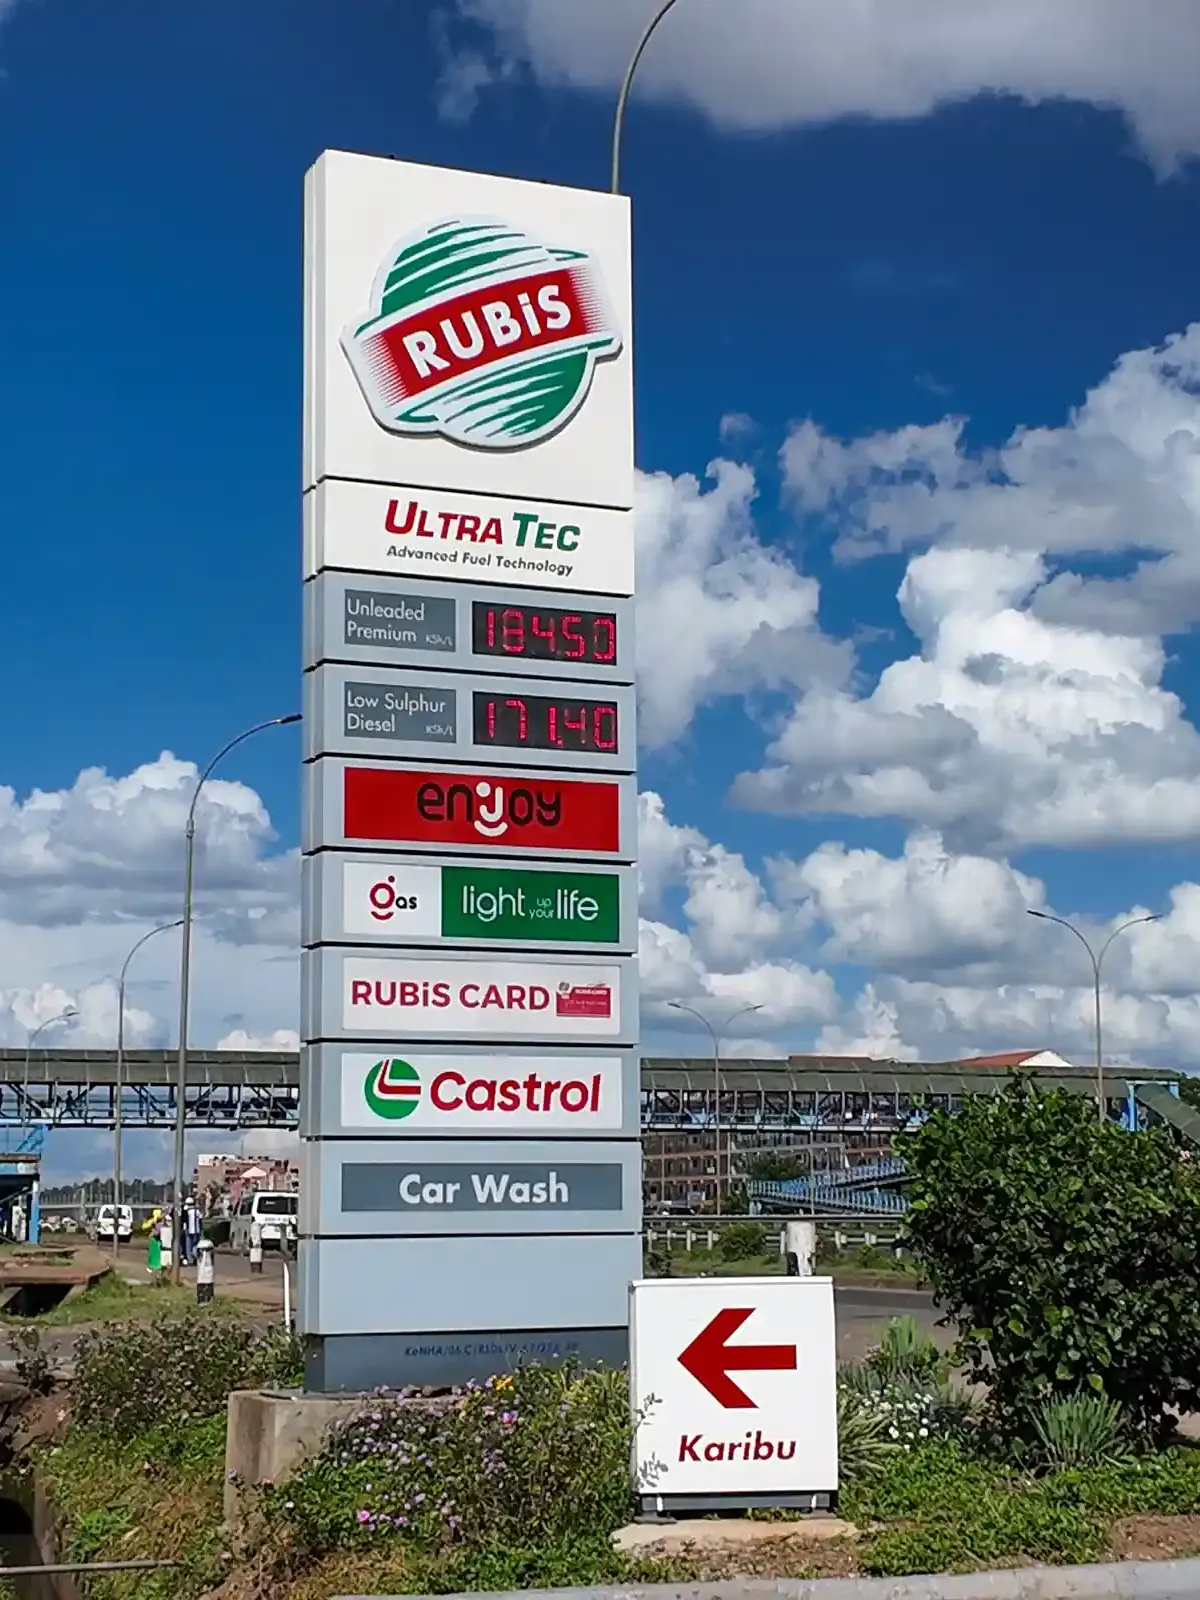 RUBiS
ULTRA TEC
Advanced Fuel Technology
Unleaded
Premium KSh/L
184.50
Low Sulphur
Diesel KSh/L
171.40
enjoy
gas
light up your life
RUBiS CARD
Castrol
Car Wash
Karibu